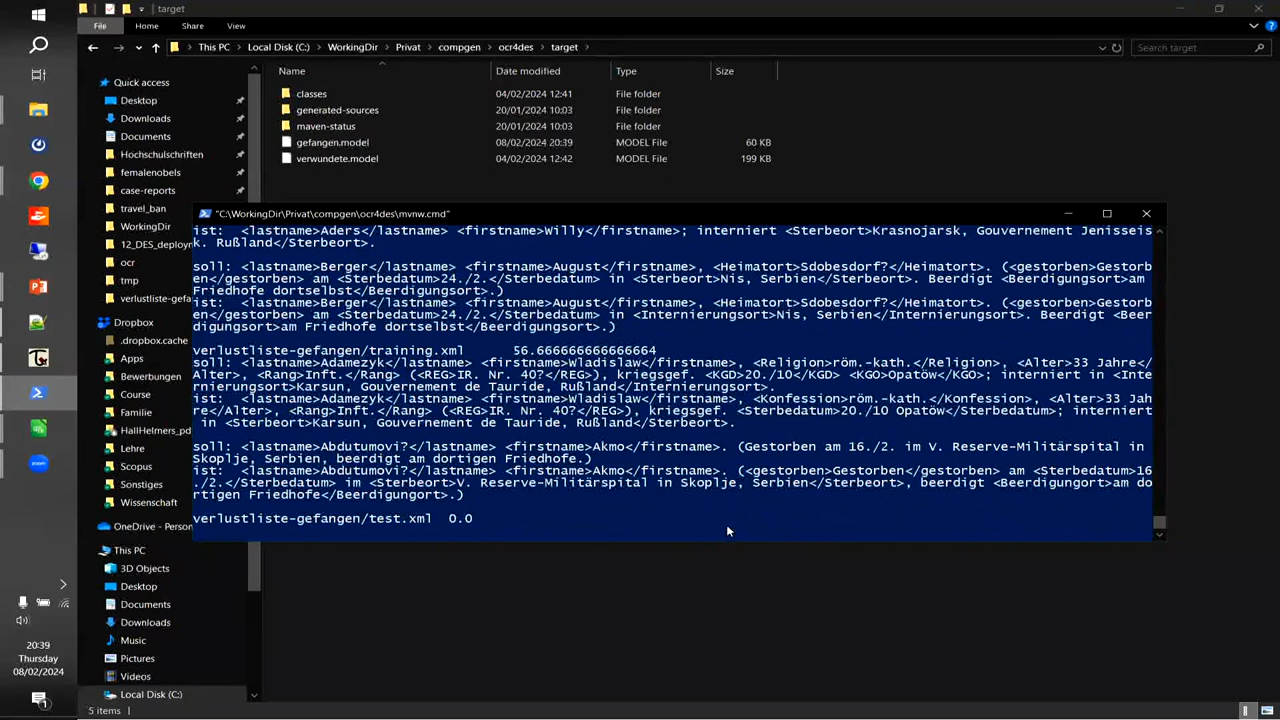 target
File
Home
Share
View
This PC
Local Disk (C:)
WorkingDir
Privat
compgen
ocr4des
target
Search target
Name
Date modified
Type
Size
classes
04/02/2024 12:41
File folder
generated-sources
20/01/2024 10:03
File folder
maven-status
20/01/2024 10:03
File folder
gefangen.model
08/02/2024 20:39
MODEL File
60 KB
verwundete.model
04/02/2024 12:42
MODEL File
199 KB
Quick access
Desktop
Downloads
Documents
Hochschulschriften
femalenobels
case-reports
travel_ban
WorkingDir
12_DES_deploym
ocr
tmp
verlustliste-gefa
Dropbox
.dropbox.cache
Apps
Bewerbungen
Course
Familie
HallHelmers_pd
Lehre
Scopus
Sonstiges
Wissenschaft
OneDrive - Person
This PC
3D Objects
Desktop
Documents
Downloads
Music
Pictures
Videos
Local Disk (C:)
"C:\WorkingDir\Privat\compgen\ocr4des\mvnw.cmd"
ist: <lastname>Aders</lastname> <firstname>Willy</firstname>; interniert <Sterbeort>Krasnojarsk, Gouvernement Jenisseis
k. Rußland</Sterbeort>.
soll: <lastname>Berger</lastname> <firstname>August</firstname>, <Heimatort>Sdobesdorf?</Heimatort>. (<gestorben>Gestorb
en</gestorben> am <Sterbedatum>24./2.</Sterbedatum> in <Sterbeort>Nis, Serbien</Sterbeort>. Beerdigt <Beerdigungsort>am
Friedhofe dortselbst</Beerdigungsort>.)
ist: <lastname>Berger</lastname> <firstname>August</firstname>, <Heimatort>Sdobesdorf?</Heimatort>. (<gestorben>Gestorb
en</gestorben> am <Sterbedatum>24./2.</Sterbedatum> in <Internierungsort>Nis, Serbien</Internierungsort>. Beerdigt <Beer
digungsort>am Friedhofe dortselbst</Beerdigungsort>.)
verlustliste-gefangen/training.xml 56.666666666666664
soll: <lastname>Adamezyk</lastname> <firstname>Wladislaw</firstname>, <Religion>röm.-kath.</Religion>, <Alter>33 Jahre</
Alter>, <Rang>Inft.</Rang> (<REG>IR. Nr. 40?</REG>), kriegsgef. <KGD>20./10</KGD> <KGO>Opatöw</KGO>; interniert in <Inte
rnierungsort>Karsun, Gouvernement de Tauride, Rußland</Internierungsort>.
ist: <lastname>Adamezyk</lastname> <firstname>Wladislaw</firstname>, <Konfession>röm.-kath.</Konfession>, <Alter>33 Jah
re</Alter>, <Rang>Inft.</Rang> (<REG>IR. Nr. 40?</REG>), kriegsgef. <Sterbedatum>20./10 Opatöw</Sterbedatum>; interniert
in <Sterbeort>Karsun, Gouvernement de Tauride, Rußland</Sterbeort>.
soll: <lastname>Abdutumovi?</lastname> <firstname>Akmo</firstname>. (Gestorben am 16./2. im V. Reserve-Militärspital in
Skoplje, Serbien, beerdigt am dortigen Friedhofe.)
ist: <lastname>Abdutumovi?</lastname> <firstname>Akmo</firstname>. (<gestorben>Gestorben</gestorben> am <Sterbedatum>16
./2.</Sterbedatum> im <Sterbeort>V. Reserve-Militärspital in Skoplje, Serbien</Sterbeort>, beerdigt <Beerdigungort>am do
rtigen Friedhofe</Beerdigungort>.)
verlustliste-gefangen/test.xml 0.0
20:39
Thursday
08/02/2024
1
5 items